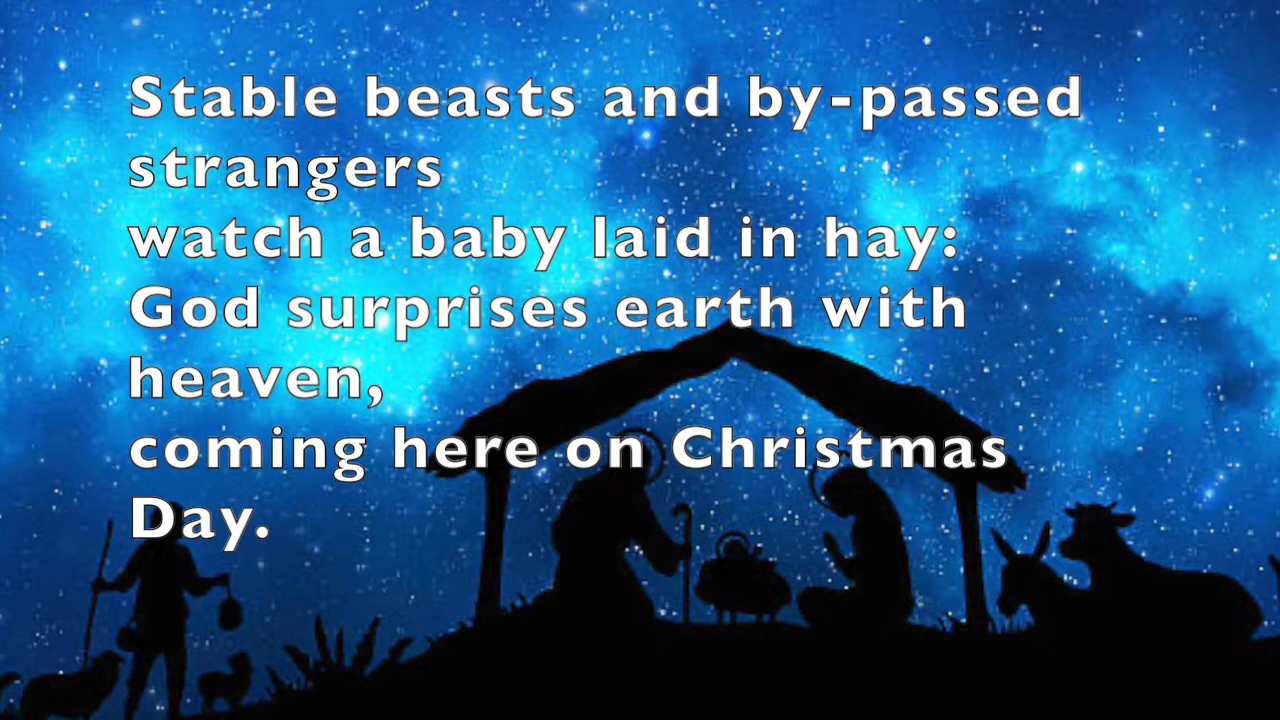 Stable beasts and by-passed
strangers
watch a baby laid in hay:
God surprises earth with
heaven,
coming here on Christmas
Day.